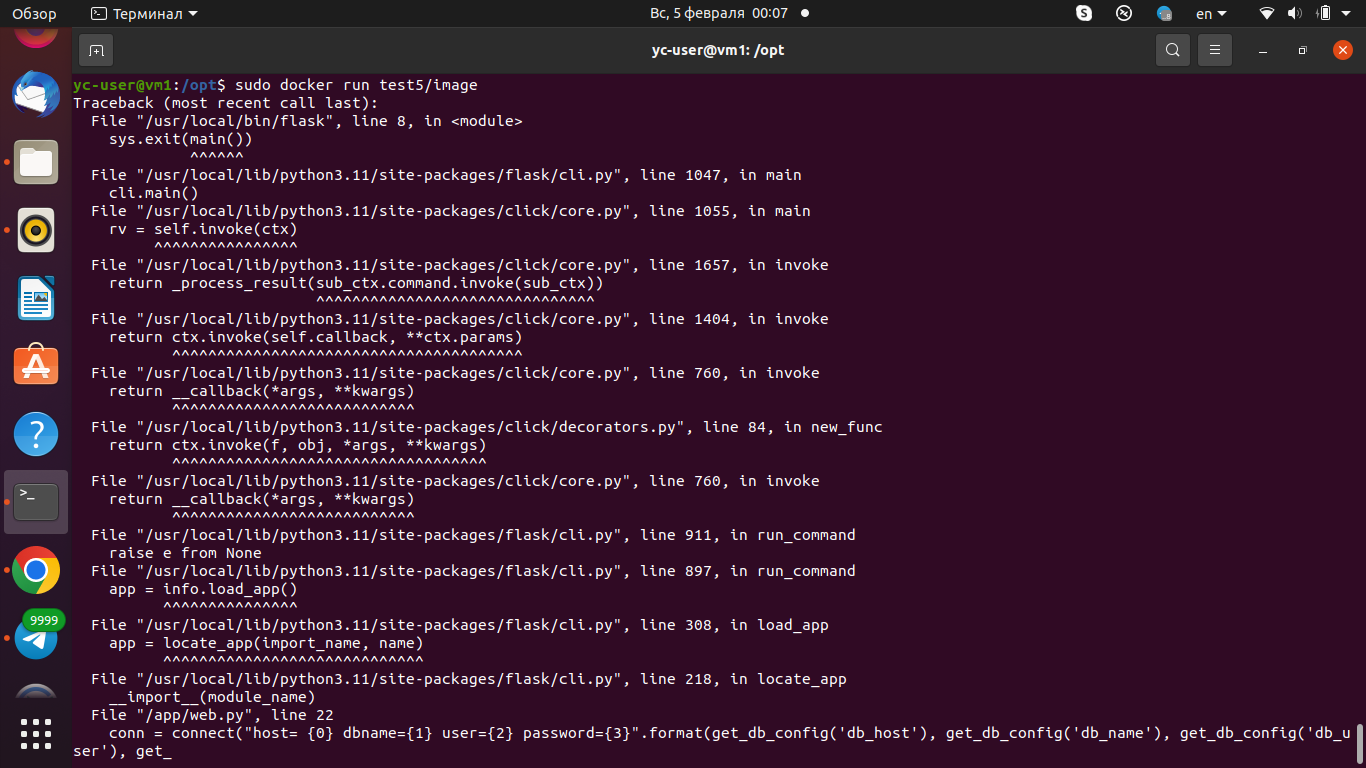 Обзор
Терминал
Вс, 5 февраля 00:07
en
yc-user@vm1: /opt
yc-user@vm1:/opt$ sudo docker run test5/image
Traceback (most recent call last):
  File "/usr/local/bin/flask", line 8, in <module>
    sys.exit(main())
             ^^^^^^
  File "/usr/local/lib/python3.11/site-packages/flask/cli.py", line 1047, in main
    cli.main()
  File "/usr/local/lib/python3.11/site-packages/click/core.py", line 1055, in main
    rv = self.invoke(ctx)
         ^^^^^^^^^^^^^^^^
  File "/usr/local/lib/python3.11/site-packages/click/core.py", line 1657, in invoke
    return _process_result(sub_ctx.command.invoke(sub_ctx))
                           ^^^^^^^^^^^^^^^^^^^^^^^^^^^^^^^
  File "/usr/local/lib/python3.11/site-packages/click/core.py", line 1404, in invoke
    return ctx.invoke(self.callback, **ctx.params)
           ^^^^^^^^^^^^^^^^^^^^^^^^^^^^^^^^^^^^^^^
  File "/usr/local/lib/python3.11/site-packages/click/core.py", line 760, in invoke
    return __callback(*args, **kwargs)
           ^^^^^^^^^^^^^^^^^^^^^^^^^^^
  File "/usr/local/lib/python3.11/site-packages/click/decorators.py", line 84, in new_func
    return ctx.invoke(f, obj, *args, **kwargs)
           ^^^^^^^^^^^^^^^^^^^^^^^^^^^^^^^^^^^
  File "/usr/local/lib/python3.11/site-packages/click/core.py", line 760, in invoke
    return __callback(*args, **kwargs)
           ^^^^^^^^^^^^^^^^^^^^^^^^^^^
  File "/usr/local/lib/python3.11/site-packages/flask/cli.py", line 911, in run_command
    raise e from None
  File "/usr/local/lib/python3.11/site-packages/flask/cli.py", line 897, in run_command
    app = info.load_app()
          ^^^^^^^^^^^^^^^
  File "/usr/local/lib/python3.11/site-packages/flask/cli.py", line 308, in load_app
    app = locate_app(import_name, name)
          ^^^^^^^^^^^^^^^^^^^^^^^^^^^^^
  File "/usr/local/lib/python3.11/site-packages/flask/cli.py", line 218, in locate_app
    __import__(module_name)
  File "/app/web.py", line 22
    conn = connect("host= {0} dbname={1} user={2} password={3}".format(get_db_config('db_host'), get_db_config('db_name'), get_db_config('db_u
ser'), get_
9999